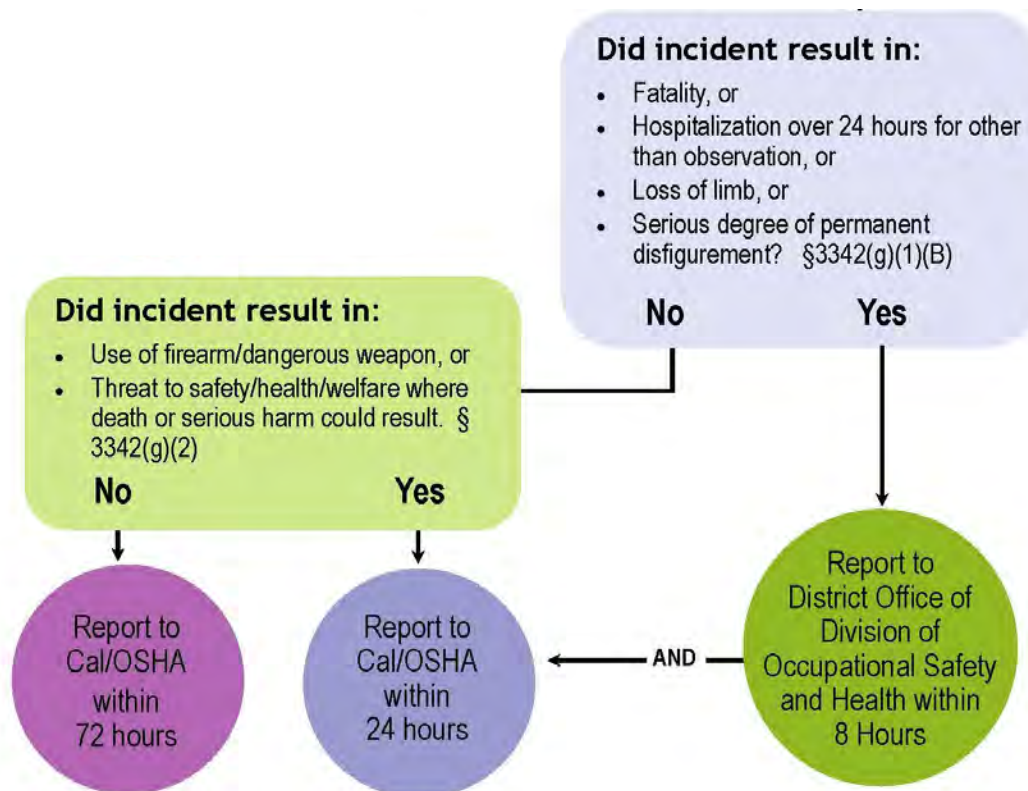 Did incident result in:
• Fatality, or
• Hospitalization over 24 hours for other
than observation, or
• Loss of limb, or
• Serious degree of permanent
disfigurement? §3342(g)(1)(B)
No Yes
Did incident result in:
• Use of firearm/dangerous weapon, or
• Threat to safety/health/welfare where
death or serious harm could result. §
3342(g)(2)
No Yes
Report to
Cal/OSHA
within
72 hours
Report to
Cal/OSHA
within
24 hours
AND
Report to
District Office of
Division of
Occupational Safety
and Health within
8 Hours